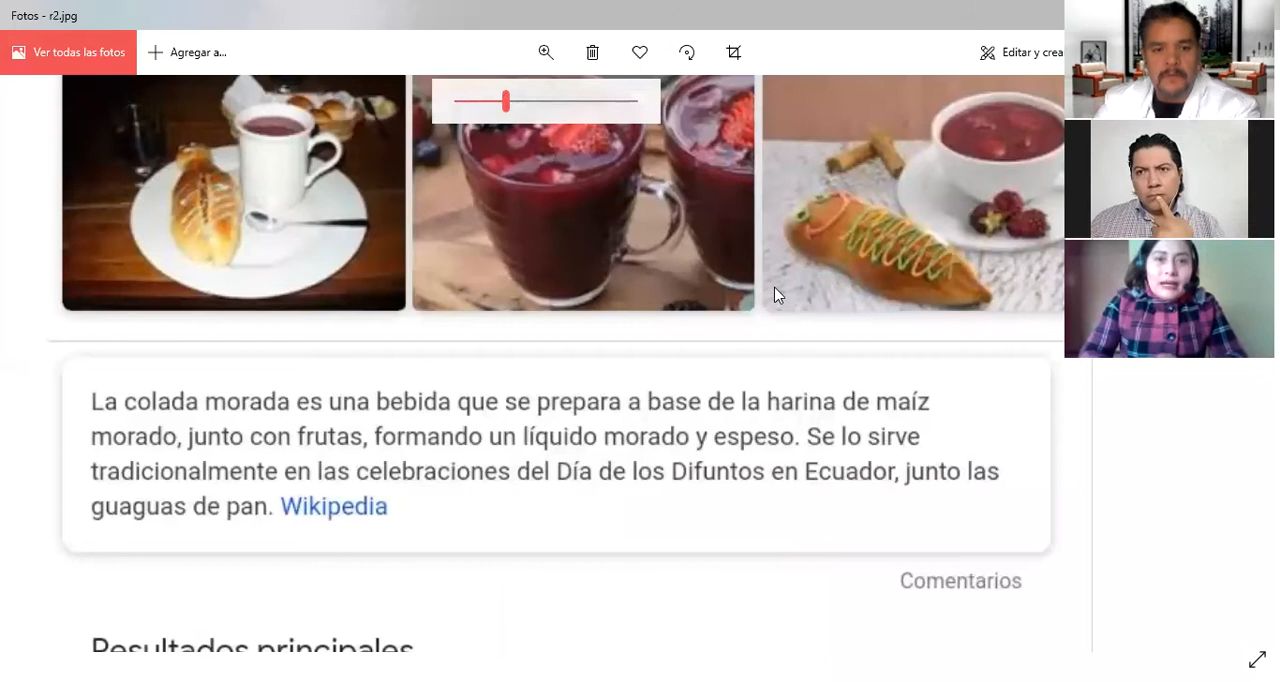 Fotos - r2.jpg
Ver todas las fotos
Agregar a...
Editar y crea
La colada morada es una bebida que se prepara a base de la harina de maíz
morado, junto con frutas, formando un líquido morado y espeso. Se lo sirve
tradicionalmente en las celebraciones del Día de los Difuntos en Ecuador, junto las
guaguas de pan. Wikipedia
Comentarios
Resultados principales